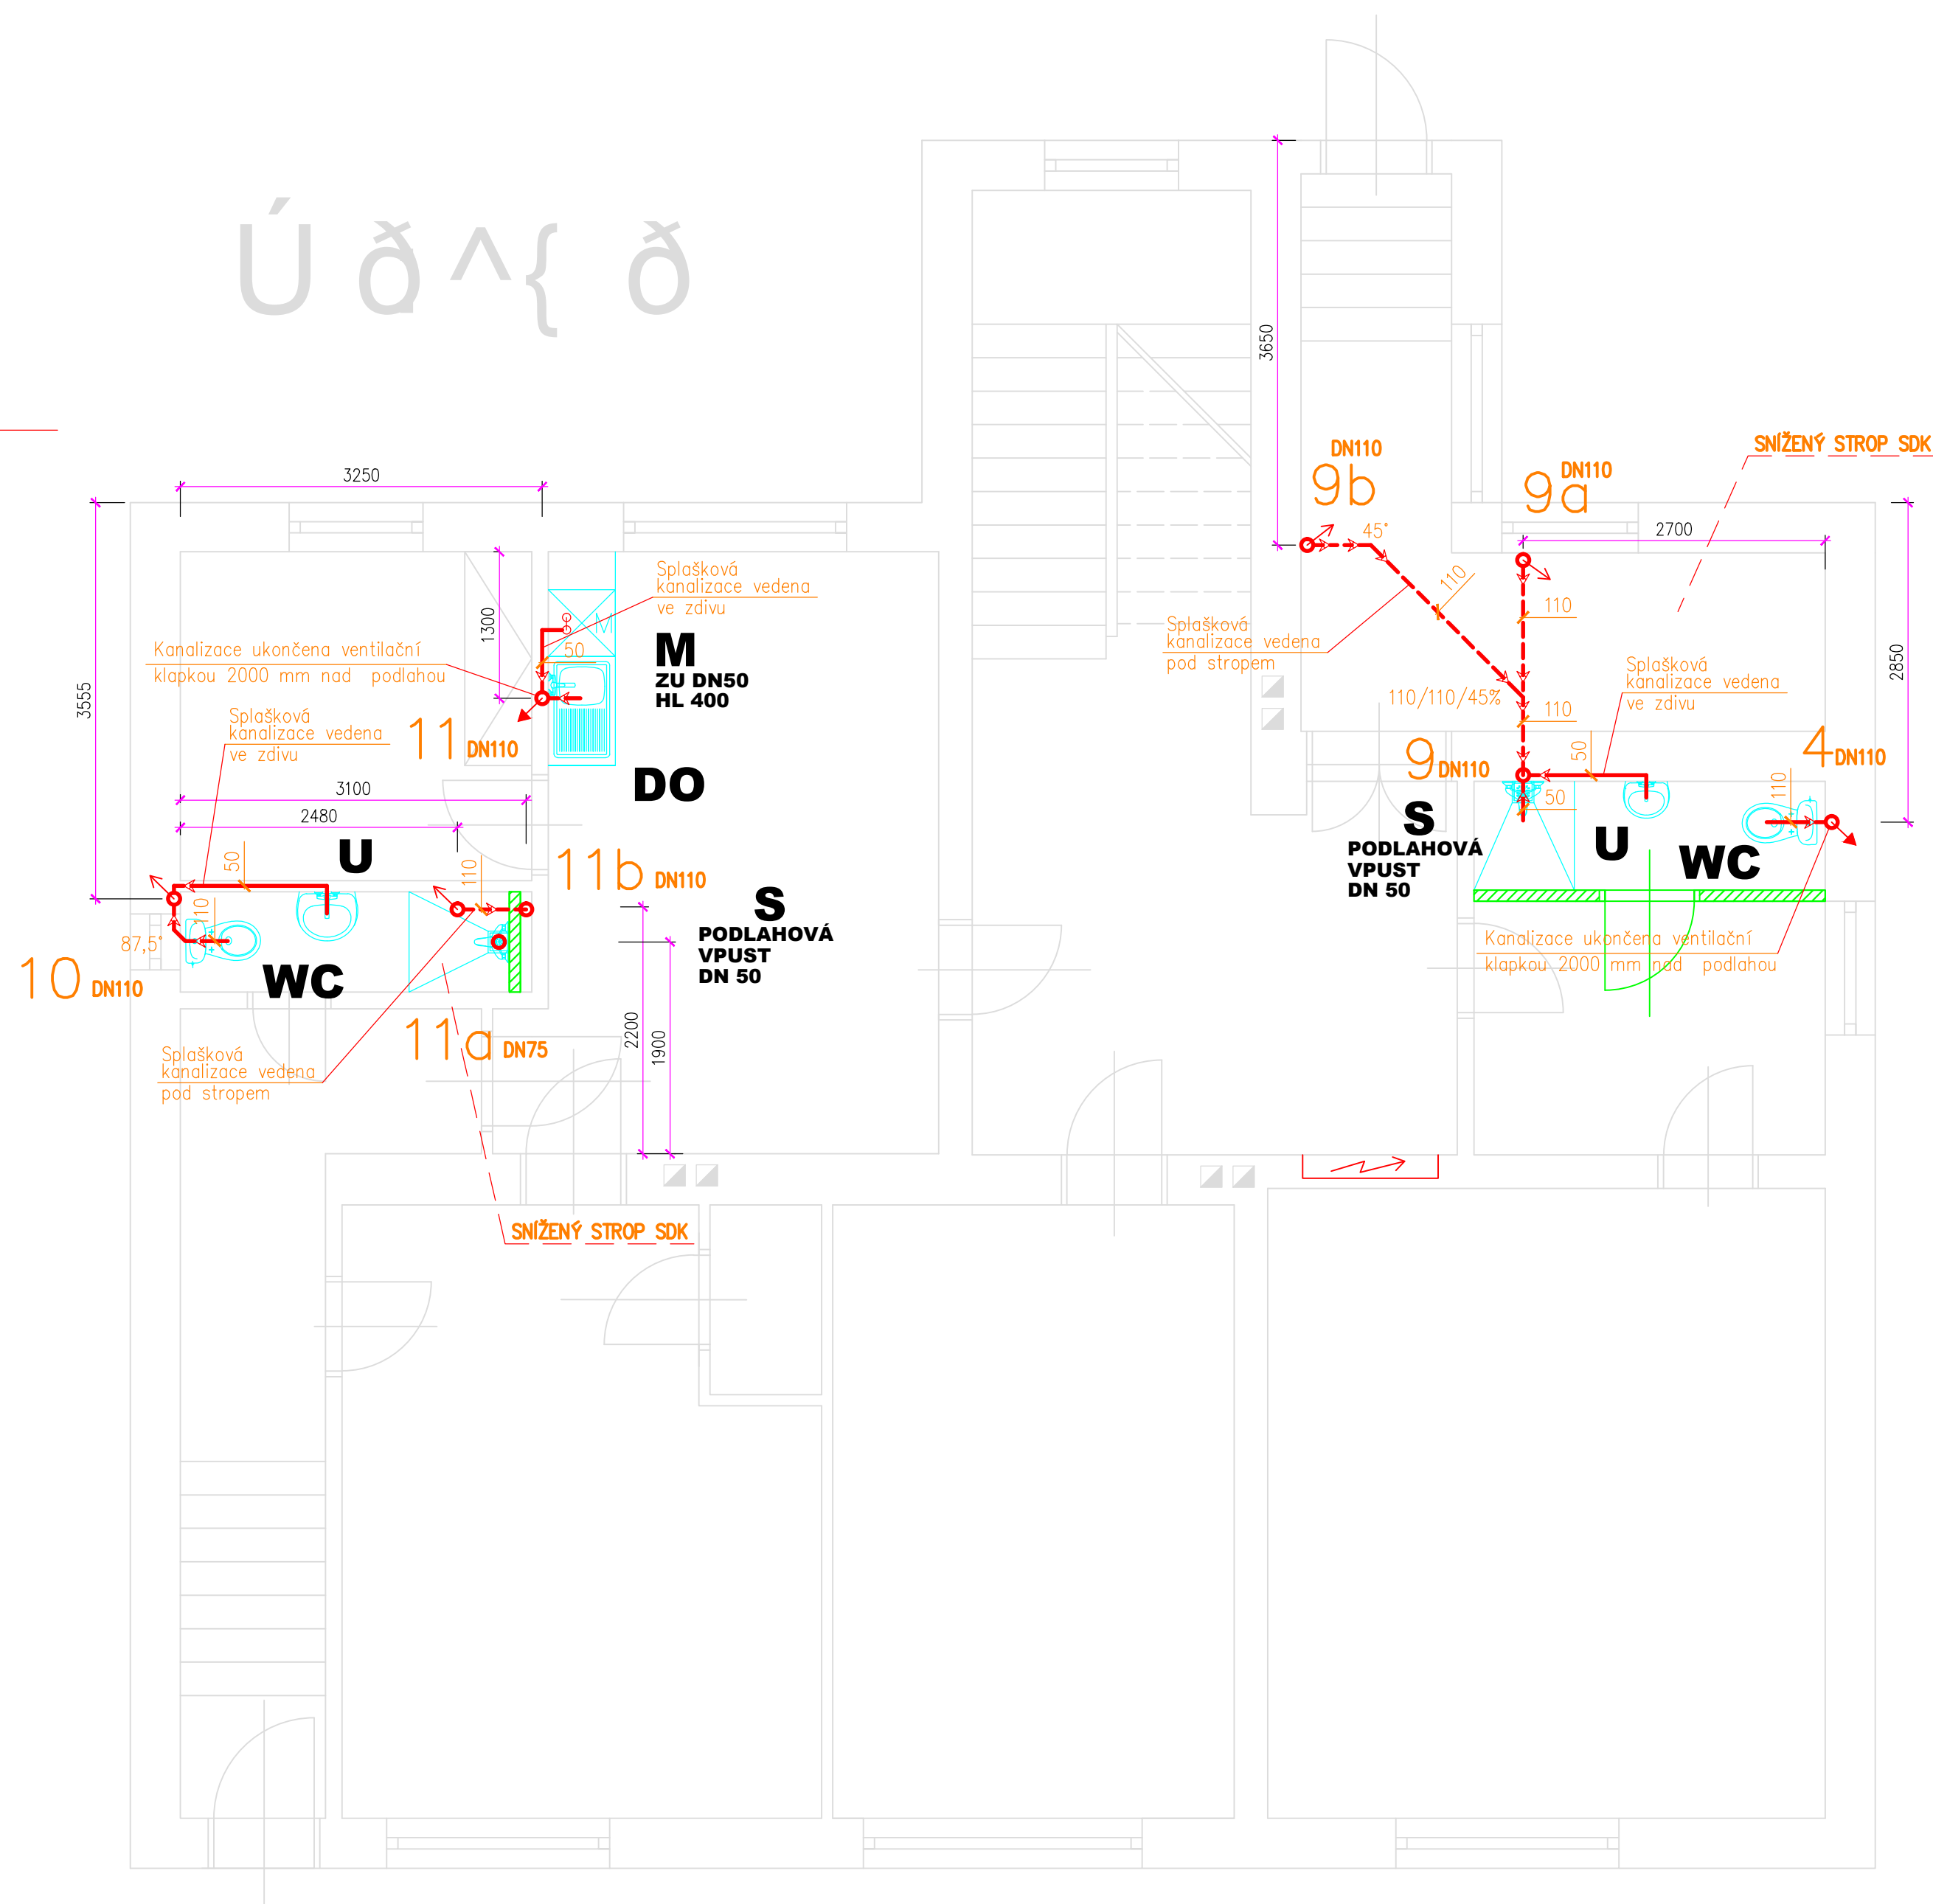 Ú ð^{ ð
SNÍŽENÝ STROP SDK
DN110
9b
DN110
9a
3250
3650
2700
45°
110
110
Splašková
kanalizace vedena
ve zdivu
1300
Splašková
kanalizace vedena
pod stropem
M
ZU DN50
HL 400
M
50
Kanalizace ukončena ventilační
klapkou 2000 mm nad podlahou
3555
2850
Splašková
kanalizace vedena
ve zdivu
110/110/45%
110
Splašková
kanalizace vedena
ve zdivu
11 DN110
9 DN110
50
4 DN110
DO
3100
2480
50
110
S
PODLAHOVÁ
VPUST
DN 50
U
WC
U
50
110
11b DN110
110
87,5°
S
PODLAHOVÁ
VPUST
DN 50
Kanalizace ukončena ventilační
klapkou 2000 mm nad podlahou
10 DN110
WC
11a DN75
2200
1900
Splašková
kanalizace vedena
pod stropem
SNÍŽENÝ STROP SDK